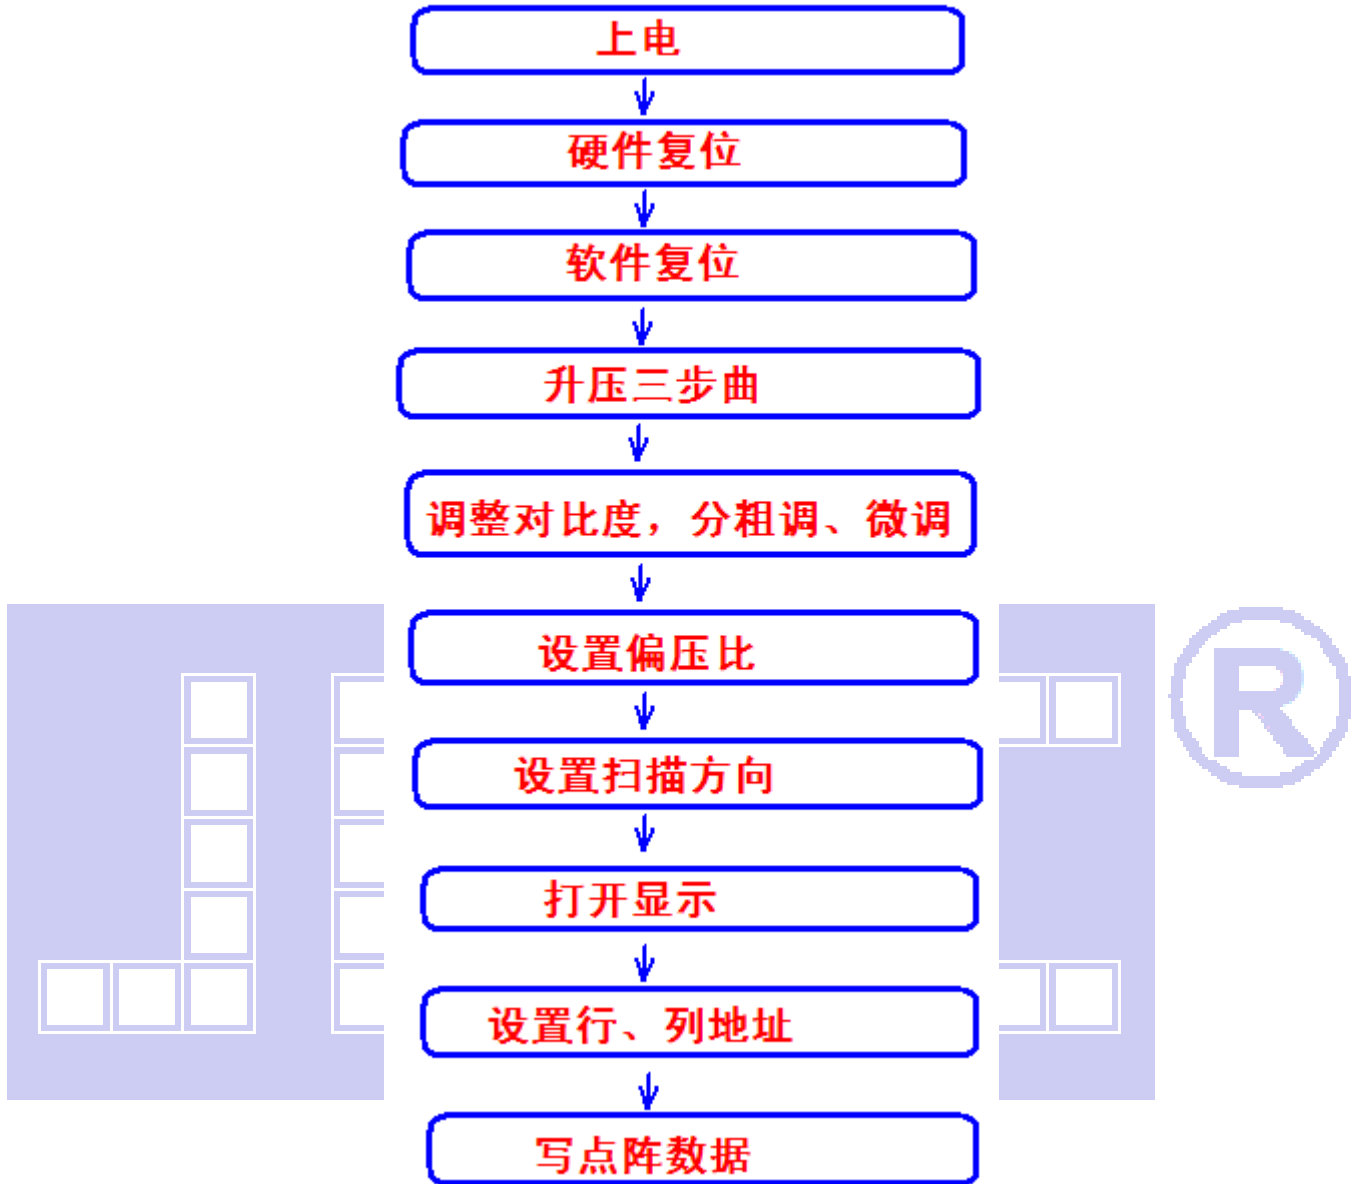 上电
硬件复位
软件复位
升压三步曲
调整对比度，分粗调、微调
设置偏压比
设置扫描方向
打开显示
®
设置行、列地址
写点阵数据